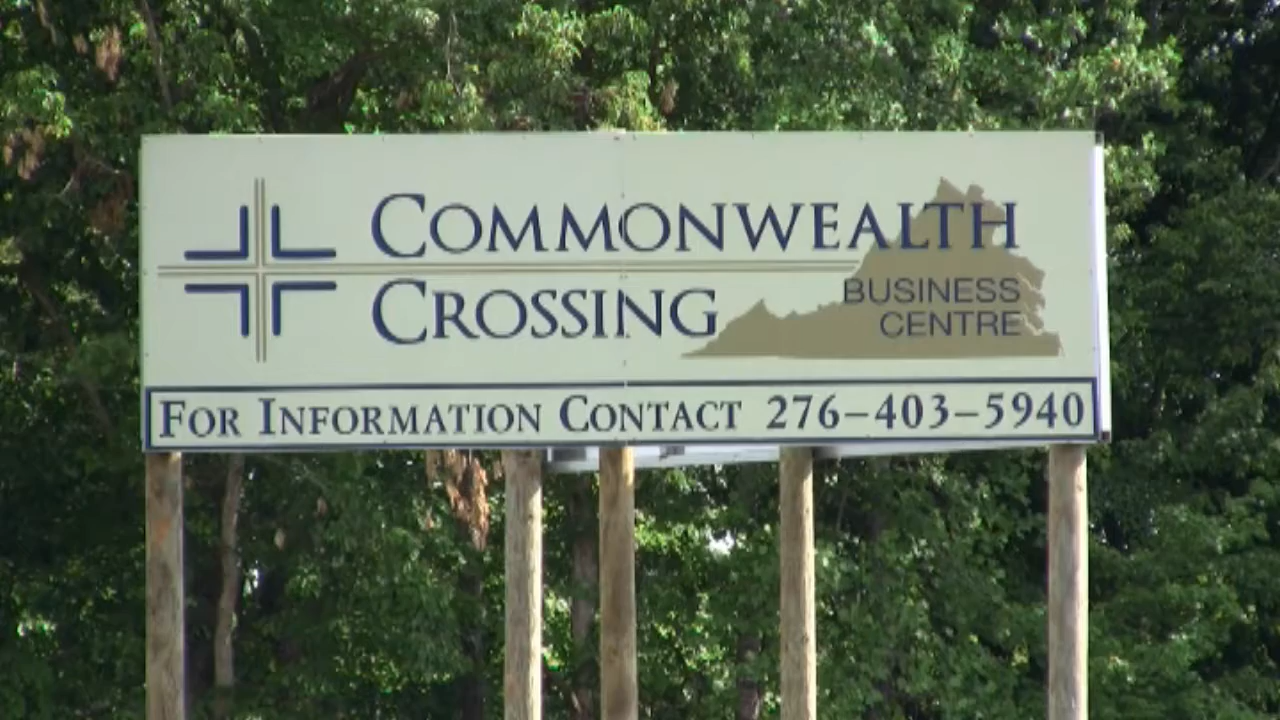 COMMONWEALTH
CROSSING
BUSINESS
CENTRE
FOR INFORMATION CONTACT 276-403-5940